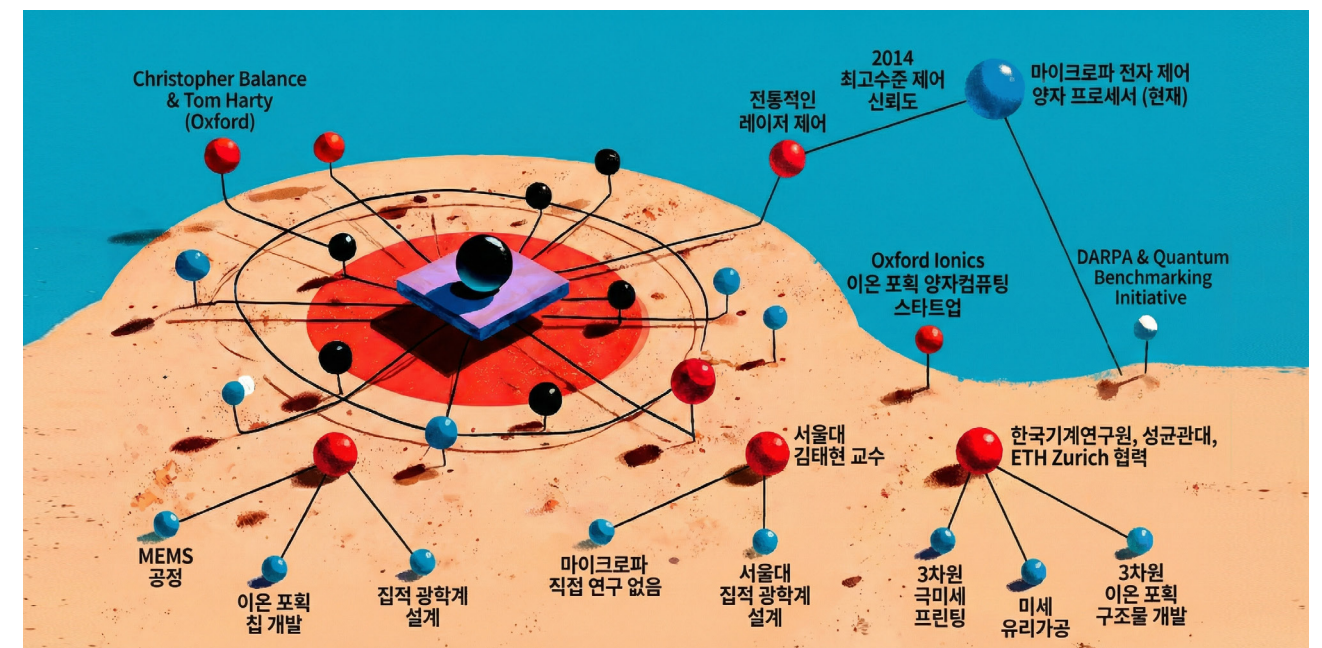 Christopher Balance
& Tom Harty
(Oxford)
전통적인
레이저 제어
2014
최고수준 제어
신뢰도
마이크로파 전자 제어
양자 프로세서 (현재)
Oxford Ionics
이온 포획 양자컴퓨팅
스타트업
DARPA & Quantum
Benchmarking
Initiative
MEMS
공정
이온 포획
칩 개발
집적 광학계
설계
서울대
김태현 교수
마이크로파
직접 연구 없음
서울대
집적 광학계
설계
한국기계연구원, 성균관대,
ETH Zurich 협력
3차원
극미세
프린팅
미세
유리가공
3차원
이온 포획
구조물 개발